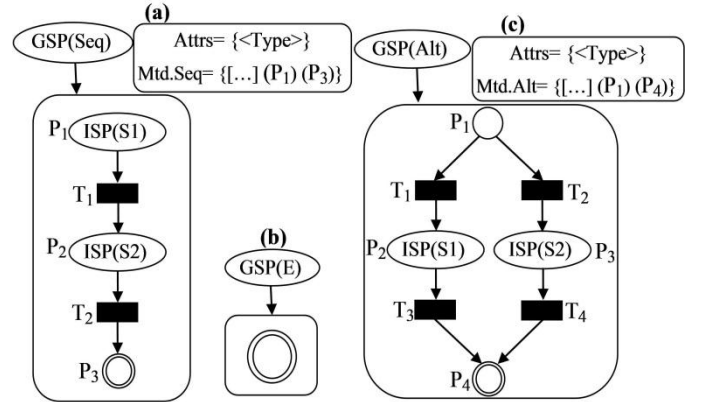 (a)
GSP(Seq)
Attrs= {<Type>}
Mtd.Seq= {[…] (P₁) (P₃)}
P₁ ISP(S1)
T₁
P₂ ISP(S2)
T₂
P₃
(b)
GSP(E)
(c)
GSP(Alt)
Attrs= {<Type>}
Mtd.Alt= {[…] (P₁) (P₄)}
P₁
T₁ T₂
P₂ ISP(S1) ISP(S2) P₃
T₃ T₄
P₄